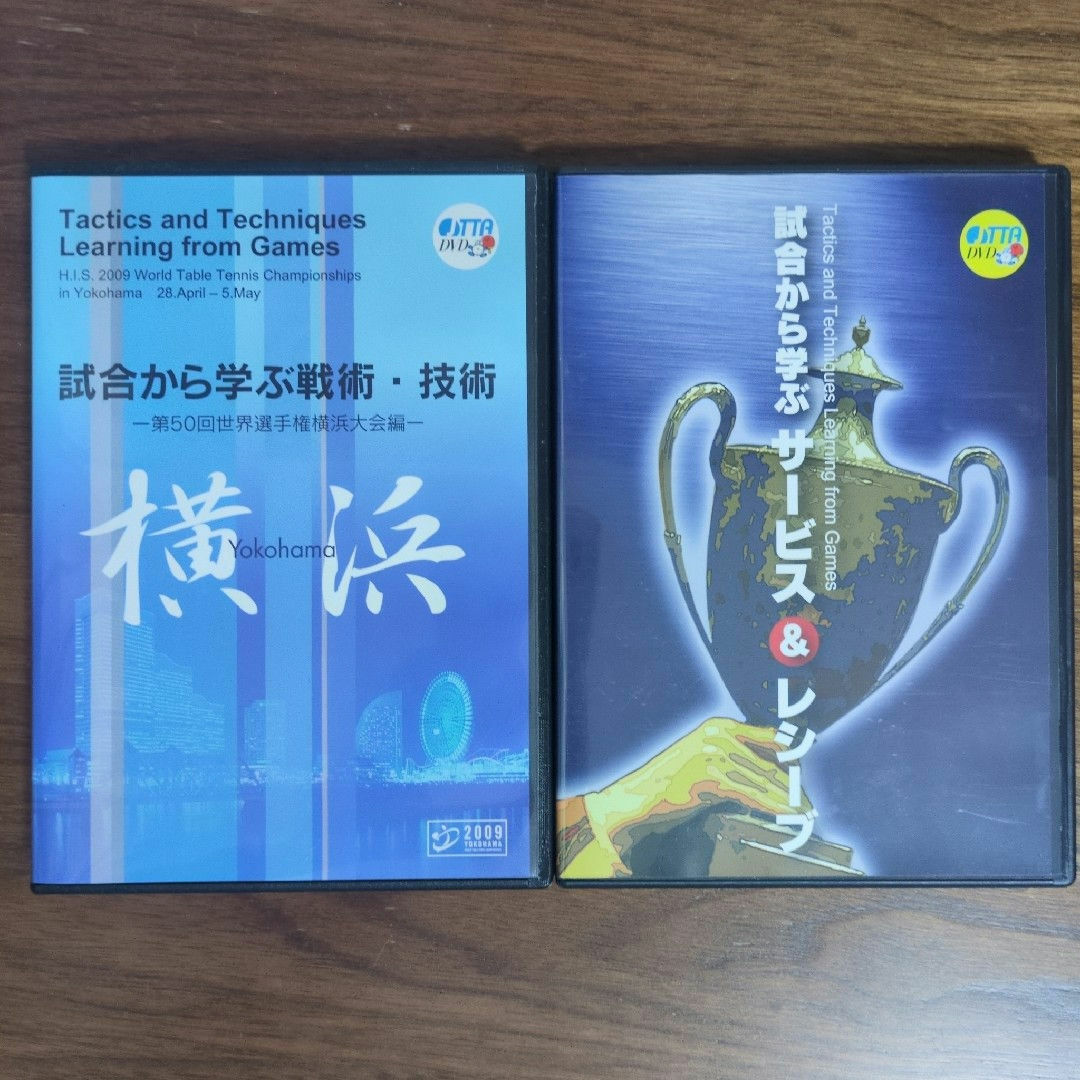 Tactics and Techniques
Learning from Games
H.I.S. 2009 World Table Tennis Championships
in Yokohama 28.April – 5.May
JTTA
DVD
試合から学ぶ戦術・技術
―第50回世界選手権横浜大会編―
横浜
Yokohama
2009
YOKOHAMA
試合から学ぶ サービス & レシーブ
Tactics and Techniques Learning from Games
JTTA
DVD